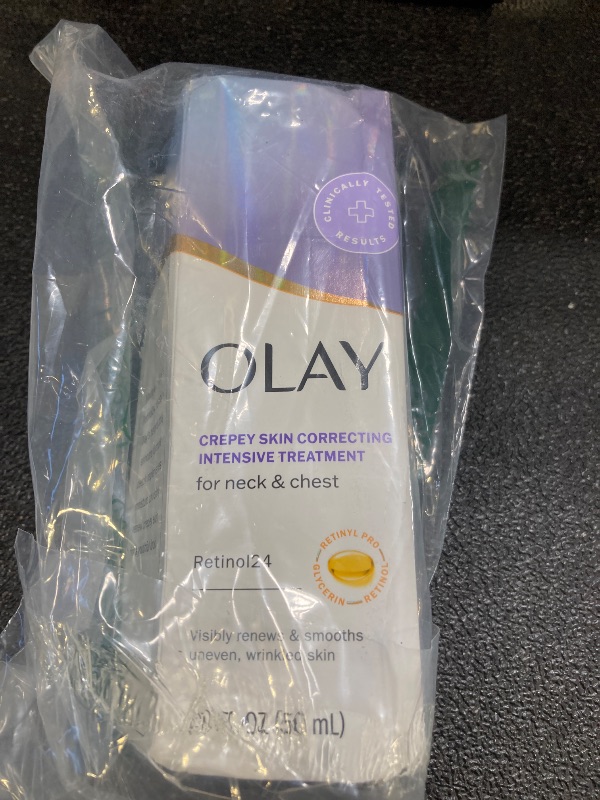 CLINICALLY TESTED
RESULTS
OLAY
CREPEY SKIN CORRECTING
INTENSIVE TREATMENT
for neck & chest
Retinol24
RETINYL PRO
GLYCERIN
RETINOL
Visibly renews & smooths
uneven, wrinkled skin
OZ (50 mL)